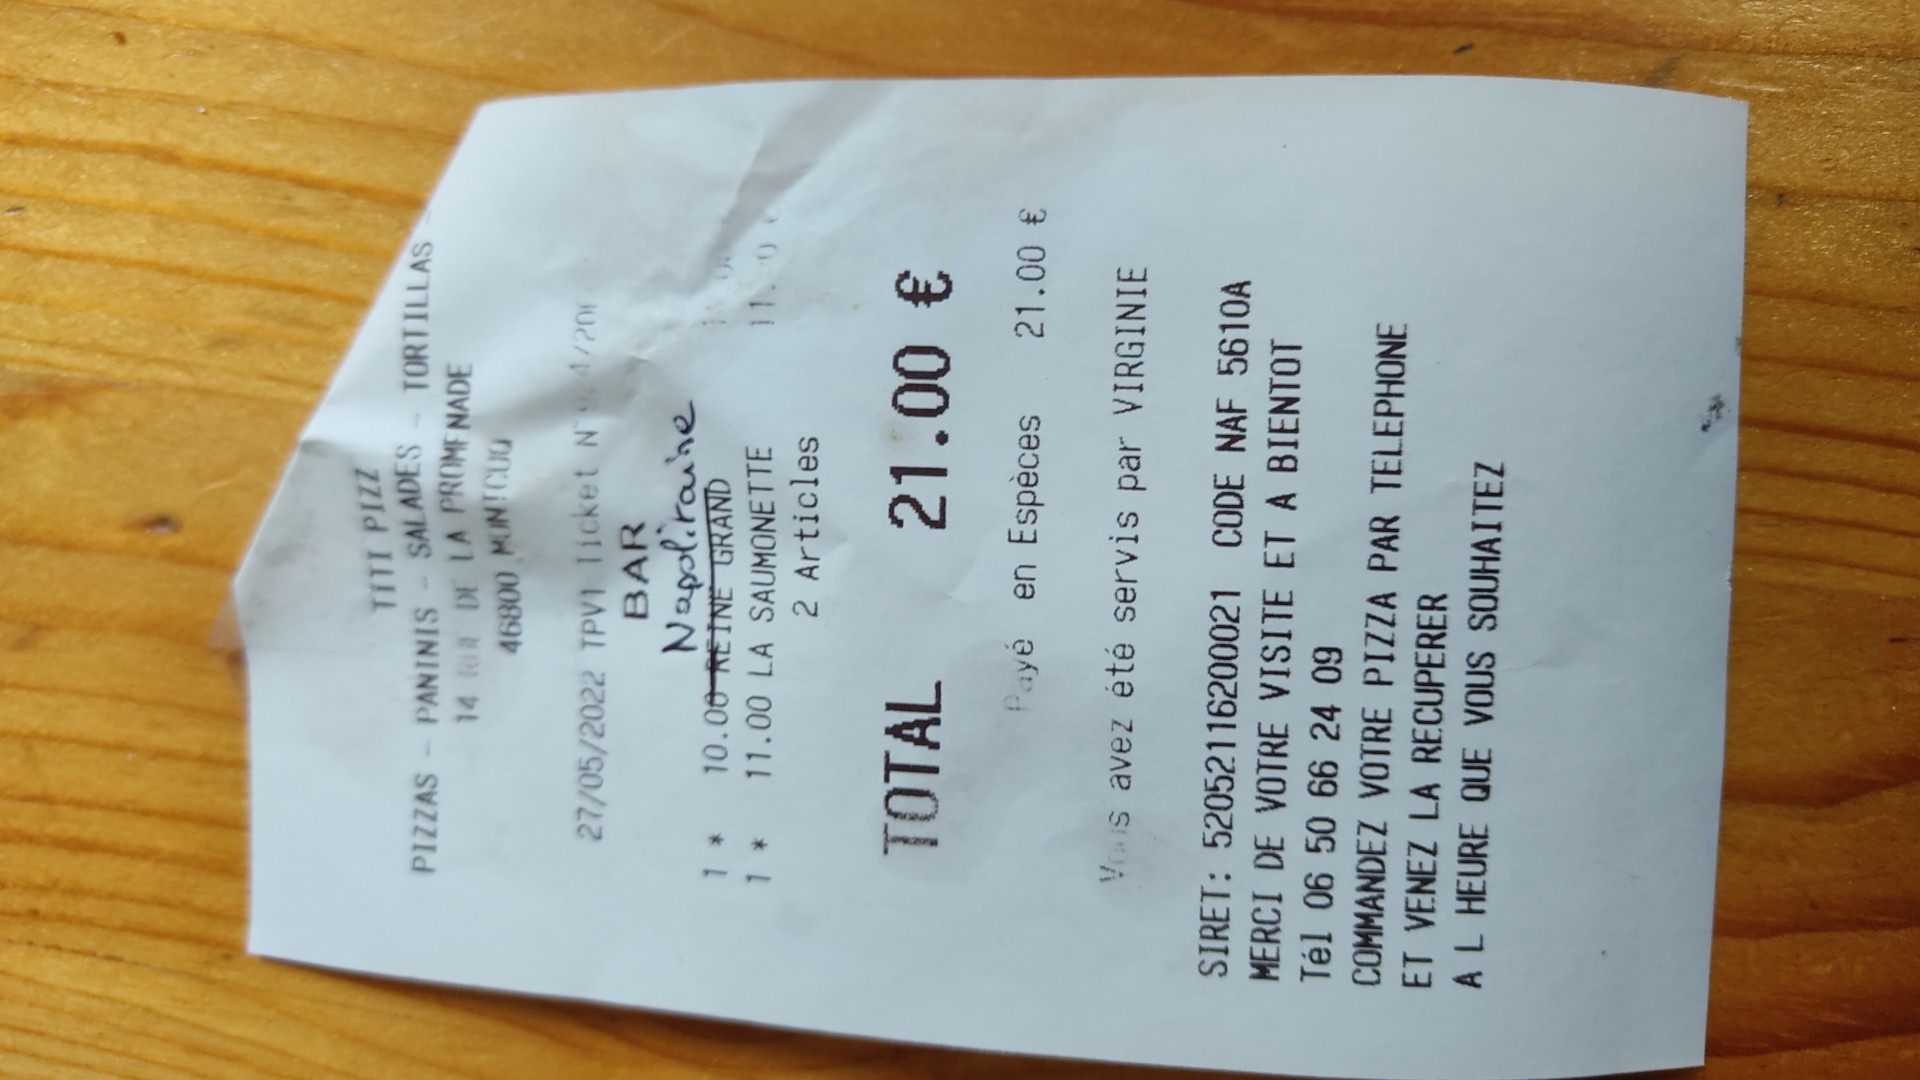 TITI PIZZ
PIZZAS - PANINIS - SALADES - TORTILLAS -
14 DE LA PROMENADE
46800
27/05/2022 TPV1 Ticket
BAR
Napolitaine
1 * 10.00 REINE GRAND
1 * 11.00 LA SAUMONETTE
2 Articles
TOTAL 21.00 €
Payé en Espèces 21.00 €
Vous avez été servis par VIRGINIE
SIRET: 52052116200021 CODE NAF 5610A
MERCI DE VOTRE VISITE ET A BIENTOT
Tél 06 50 66 24 09
COMMANDEZ VOTRE PIZZA PAR TELEPHONE
ET VENEZ LA RECUPERER
A L HEURE QUE VOUS SOUHAITEZ